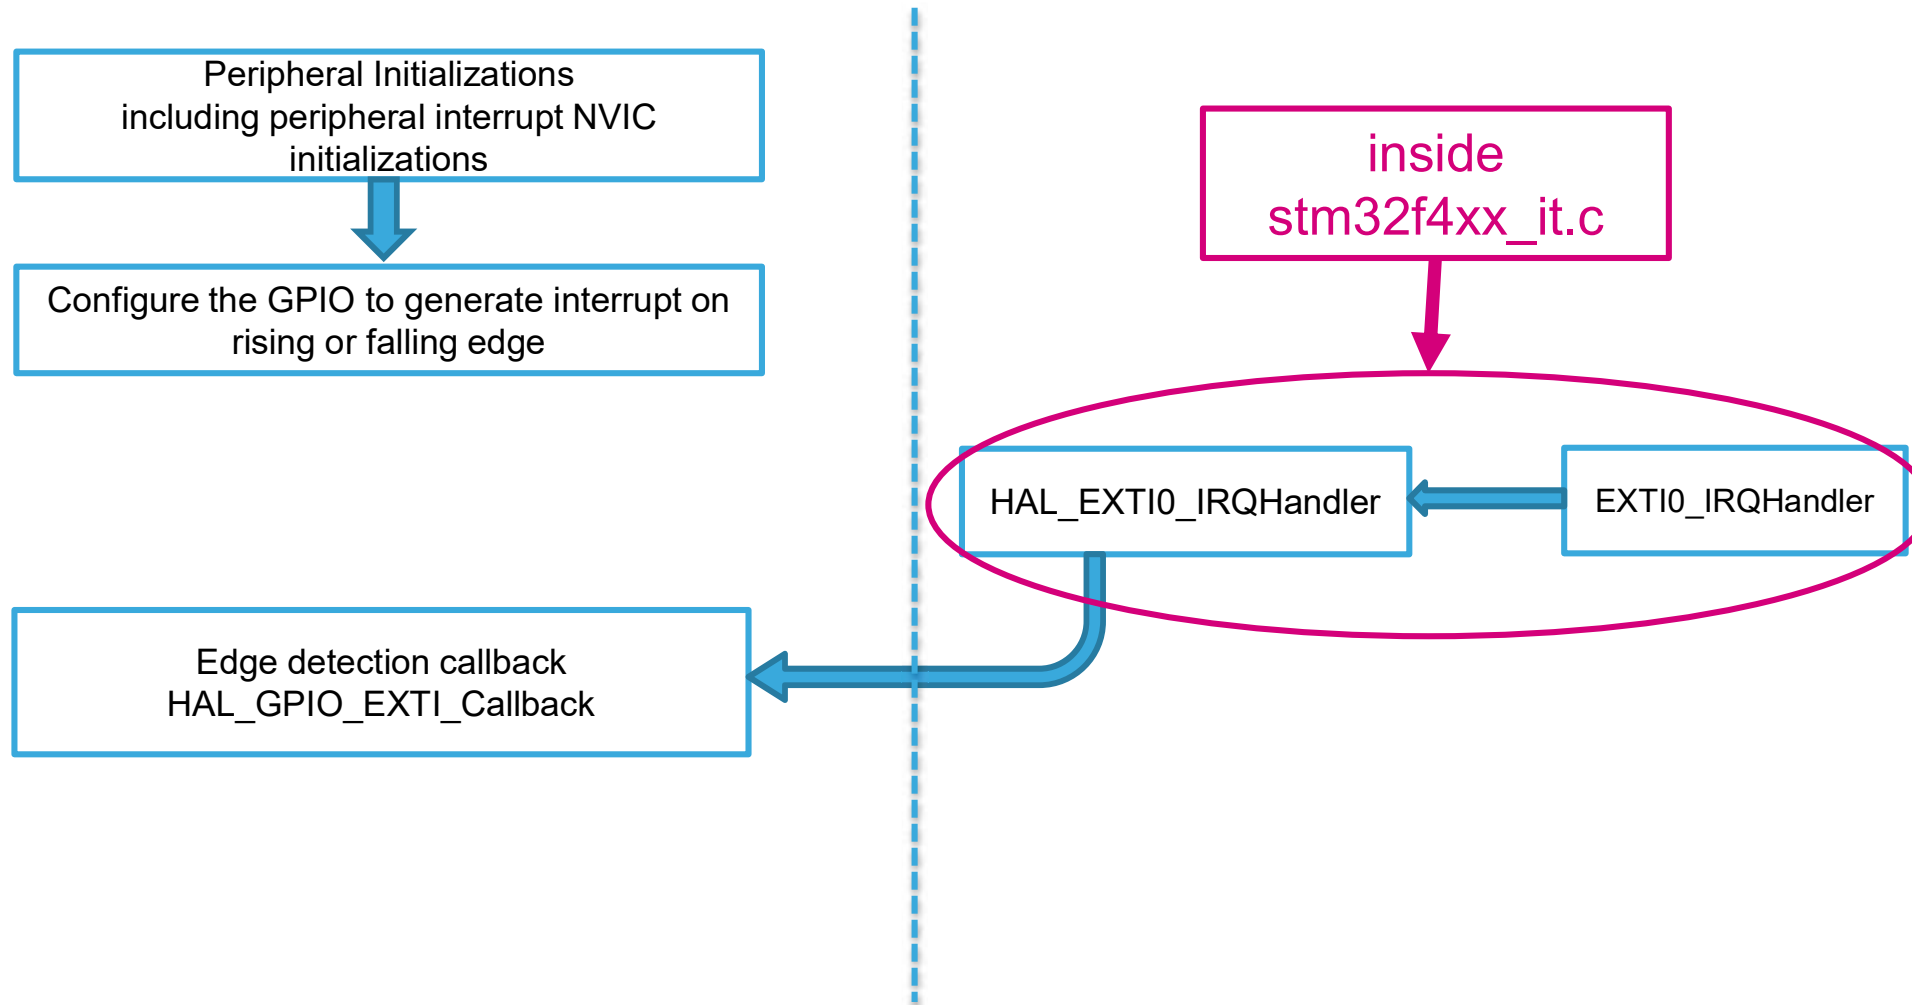 Peripheral Initializations
including peripheral interrupt NVIC
initializations
Configure the GPIO to generate interrupt on
rising or falling edge
inside
stm32f4xx_it.c
HAL_EXTI0_IRQHandler
EXTI0_IRQHandler
Edge detection callback
HAL_GPIO_EXTI_Callback